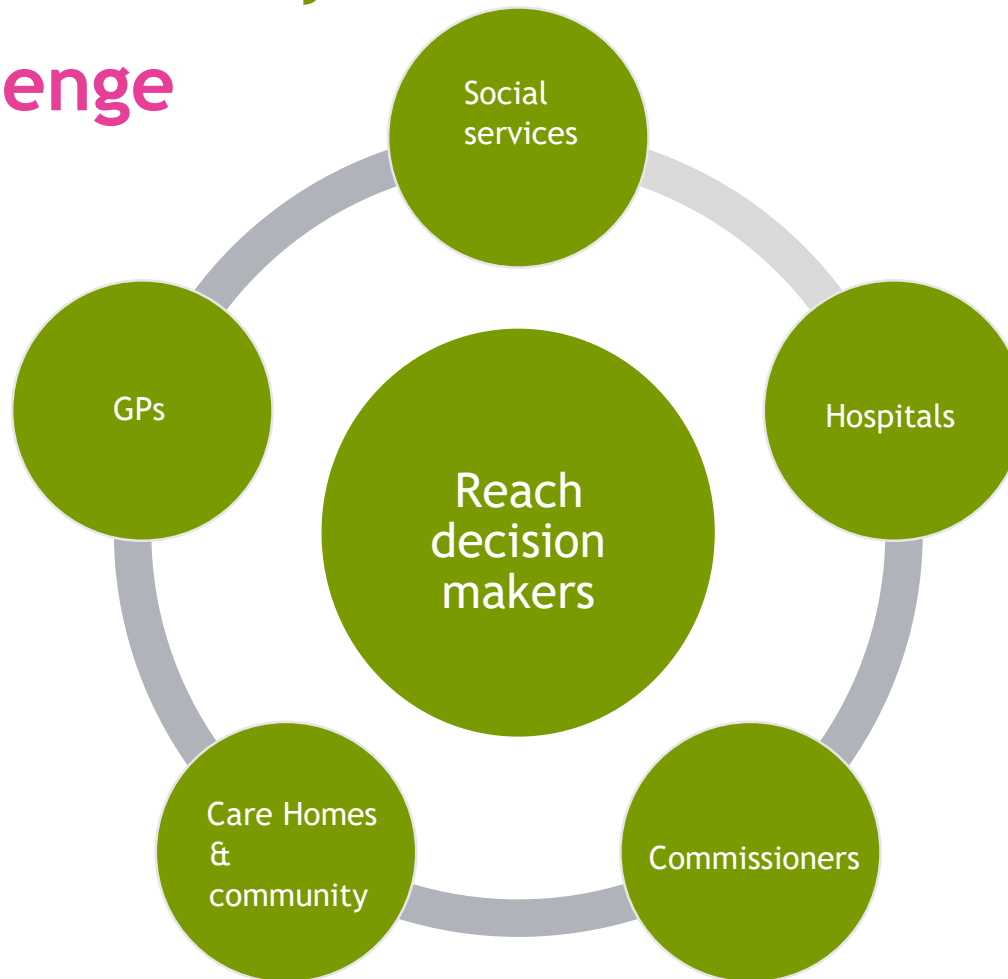 enge
Social
services
GPs
Hospitals
Reach
decision
makers
Care Homes
&
community
Commissioners